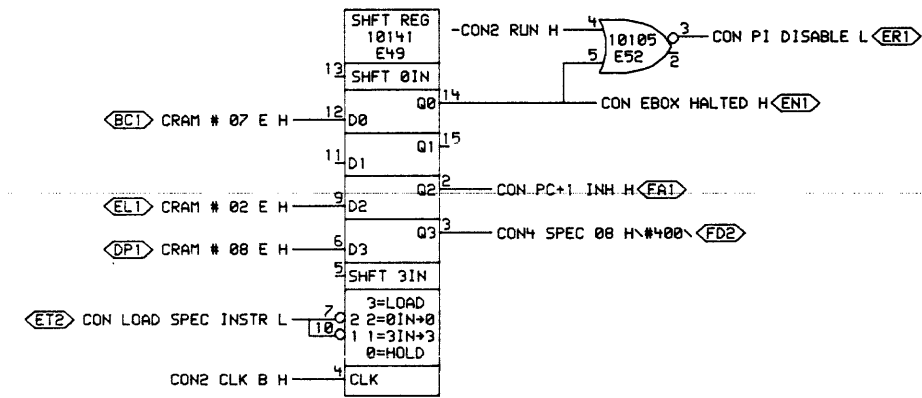 SHFT REG
10141
E49
-CON2 RUN H 4 10105 3 CON PI DISABLE L ER1
5 E52 2
13 SHFT 0IN
Q0 14 CON EBOX HALTED H EN1
BC1 CRAM # 07 E H 12 D0
Q1 15
11 D1
Q2 2 CON PC+1 INH H FA1
EL1 CRAM # 02 E H 9 D2
Q3 3 CON4 SPEC 08 H\#400\ FD2
DP1 CRAM # 08 E H 6 D3
5 SHFT 3IN
3=LOAD
ET2 CON LOAD SPEC INSTR L 7 2 2=0IN→0
10 1 1=3IN→3
0=HOLD
CON2 CLK B H 4 CLK